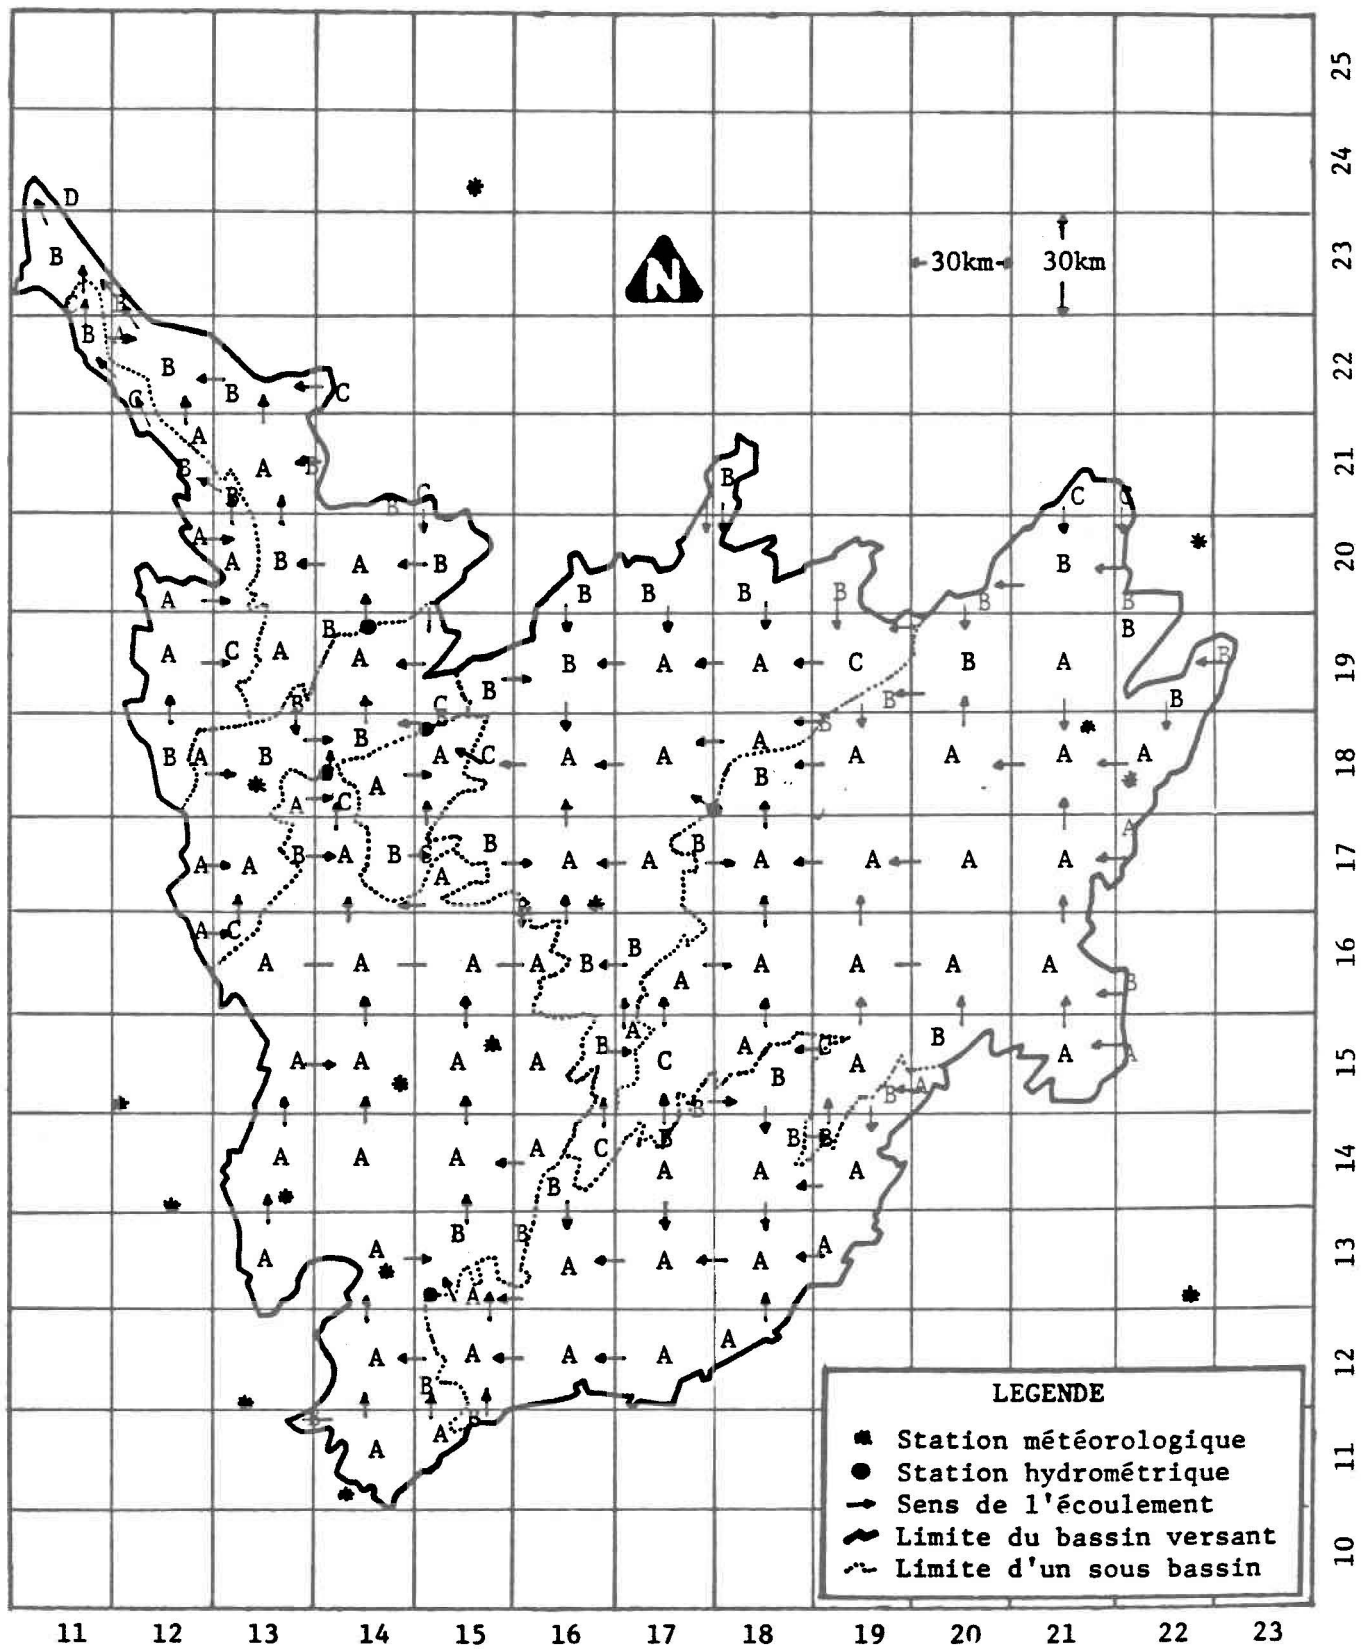 25
24
D
N
B
30km
30km
23
B
A
B
B
B
C
22
C
A
B
A
B
B
B
C
B
C
C
21
B
A
A
B
A
B
B
20
A
B
B
B
B
B
B
B
A
C
A
B
A
B
A
A
C
B
A
B
B
19
B
B
C
B
B
B
B
A
B
B
A
C
A
A
A
B
A
A
A
A
18
A
C
A
B
A
A
A
B
A
B
C
B
A
A
B
A
A
A
A
17
A
A
C
B
A
A
A
A
B
B
A
A
A
A
A
B
16
A
A
A
A
B
A
C
A
B
C
A
B
A
A
15
B
B
A
A
A
A
A
C
B
A
A
B
B
A
14
B
B
B
A
A
A
A
A
A
A
13
A
A
A
A
A
A
12
B
B
B
A
A
LEGENDE
Station météorologique
Station hydrométrique
Sens de l'écoulement
Limite du bassin versant
Limite d'un sous bassin
11
10
11 12 13 14 15 16 17 18 19 20 21 22 23